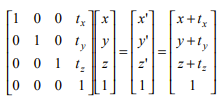 [1 0 0 t_x] [x] = [x'] = [x+t_x]
[0 1 0 t_y] [y] = [y'] = [y+t_y]
[0 0 1 t_z] [z] = [z'] = [z+t_z]
[0 0 0 1] [1] = [1] = [1]